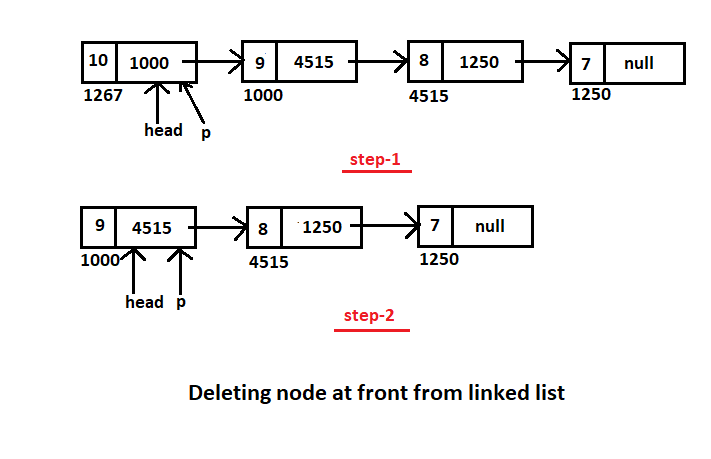 10 1000 9 4515 8 1250 7 null
1267 1000 4515 1250
head p
step-1
9 4515 8 1250 7 null
1000 4515 1250
head p
step-2
Deleting node at front from linked list